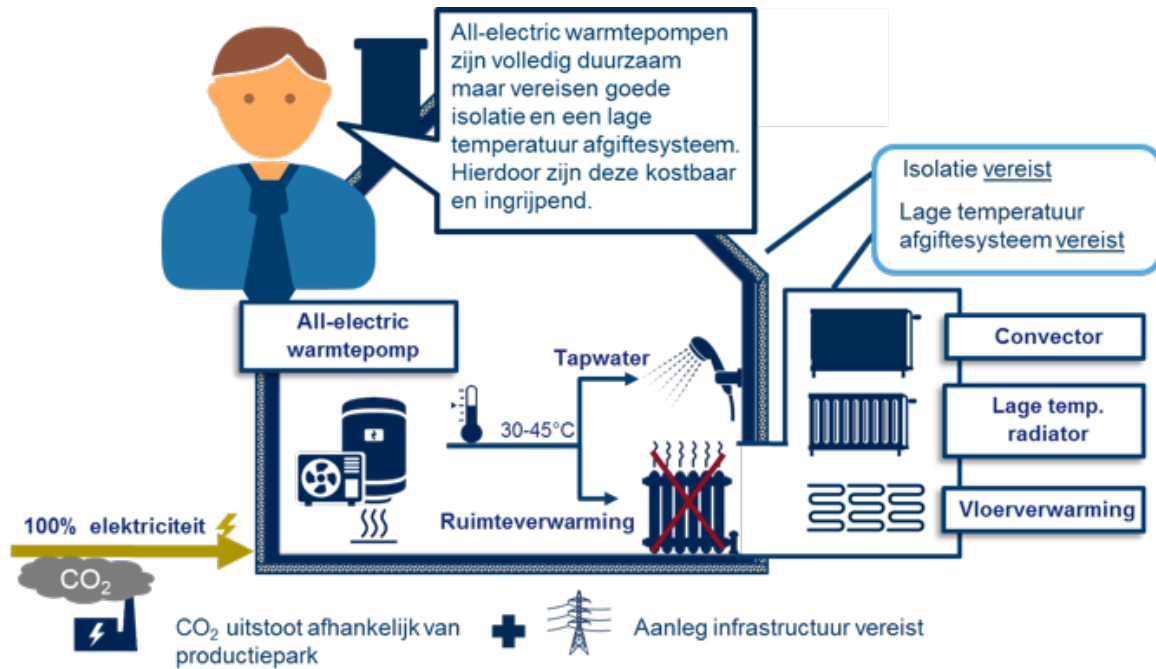 All-electric warmtepompen
zijn volledig duurzaam
maar vereisen goede
isolatie en een lage
temperatuur afgiftesysteem.
Hierdoor zijn deze kostbaar
en ingrijpend.
Isolatie vereist
Lage temperatuur
afgiftesysteem vereist
All-electric
warmtepomp
Tapwater
30-45°C
Ruimteverwarming
Convector
Lage temp.
radiator
Vloerverwarming
100% elektriciteit
CO₂
CO₂ uitstoot afhankelijk van
productiepark
Aanleg infrastructuur vereist